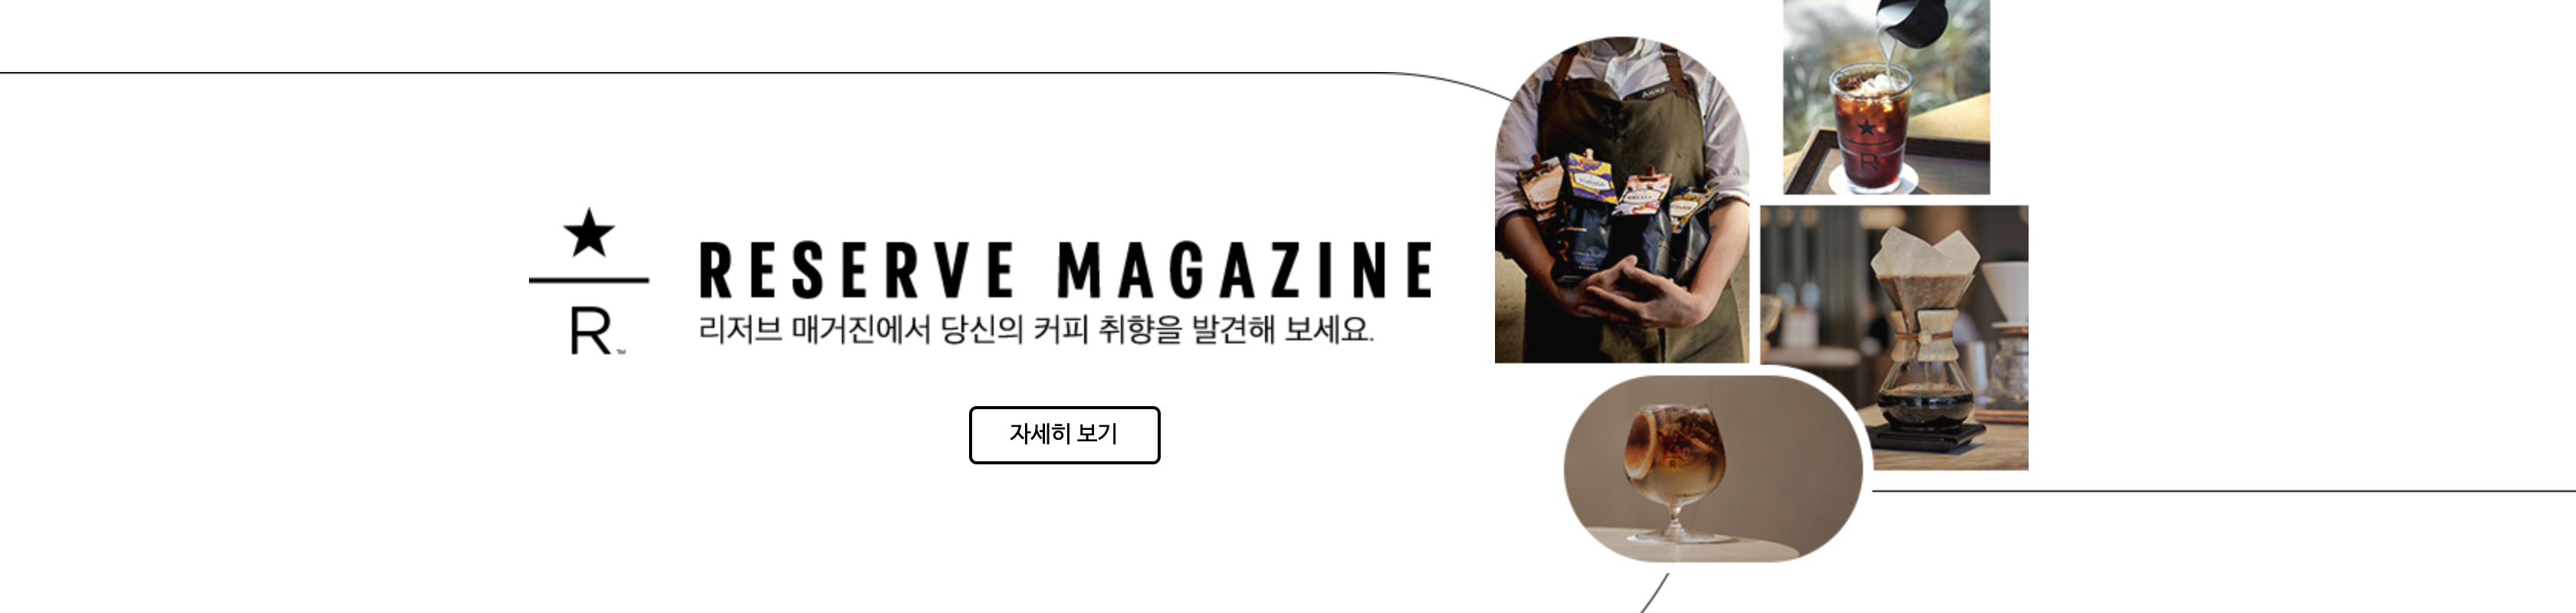 R™
RESERVE MAGAZINE
리저브 매거진에서 당신의 커피 취향을 발견해 보세요.
자세히 보기
R
R